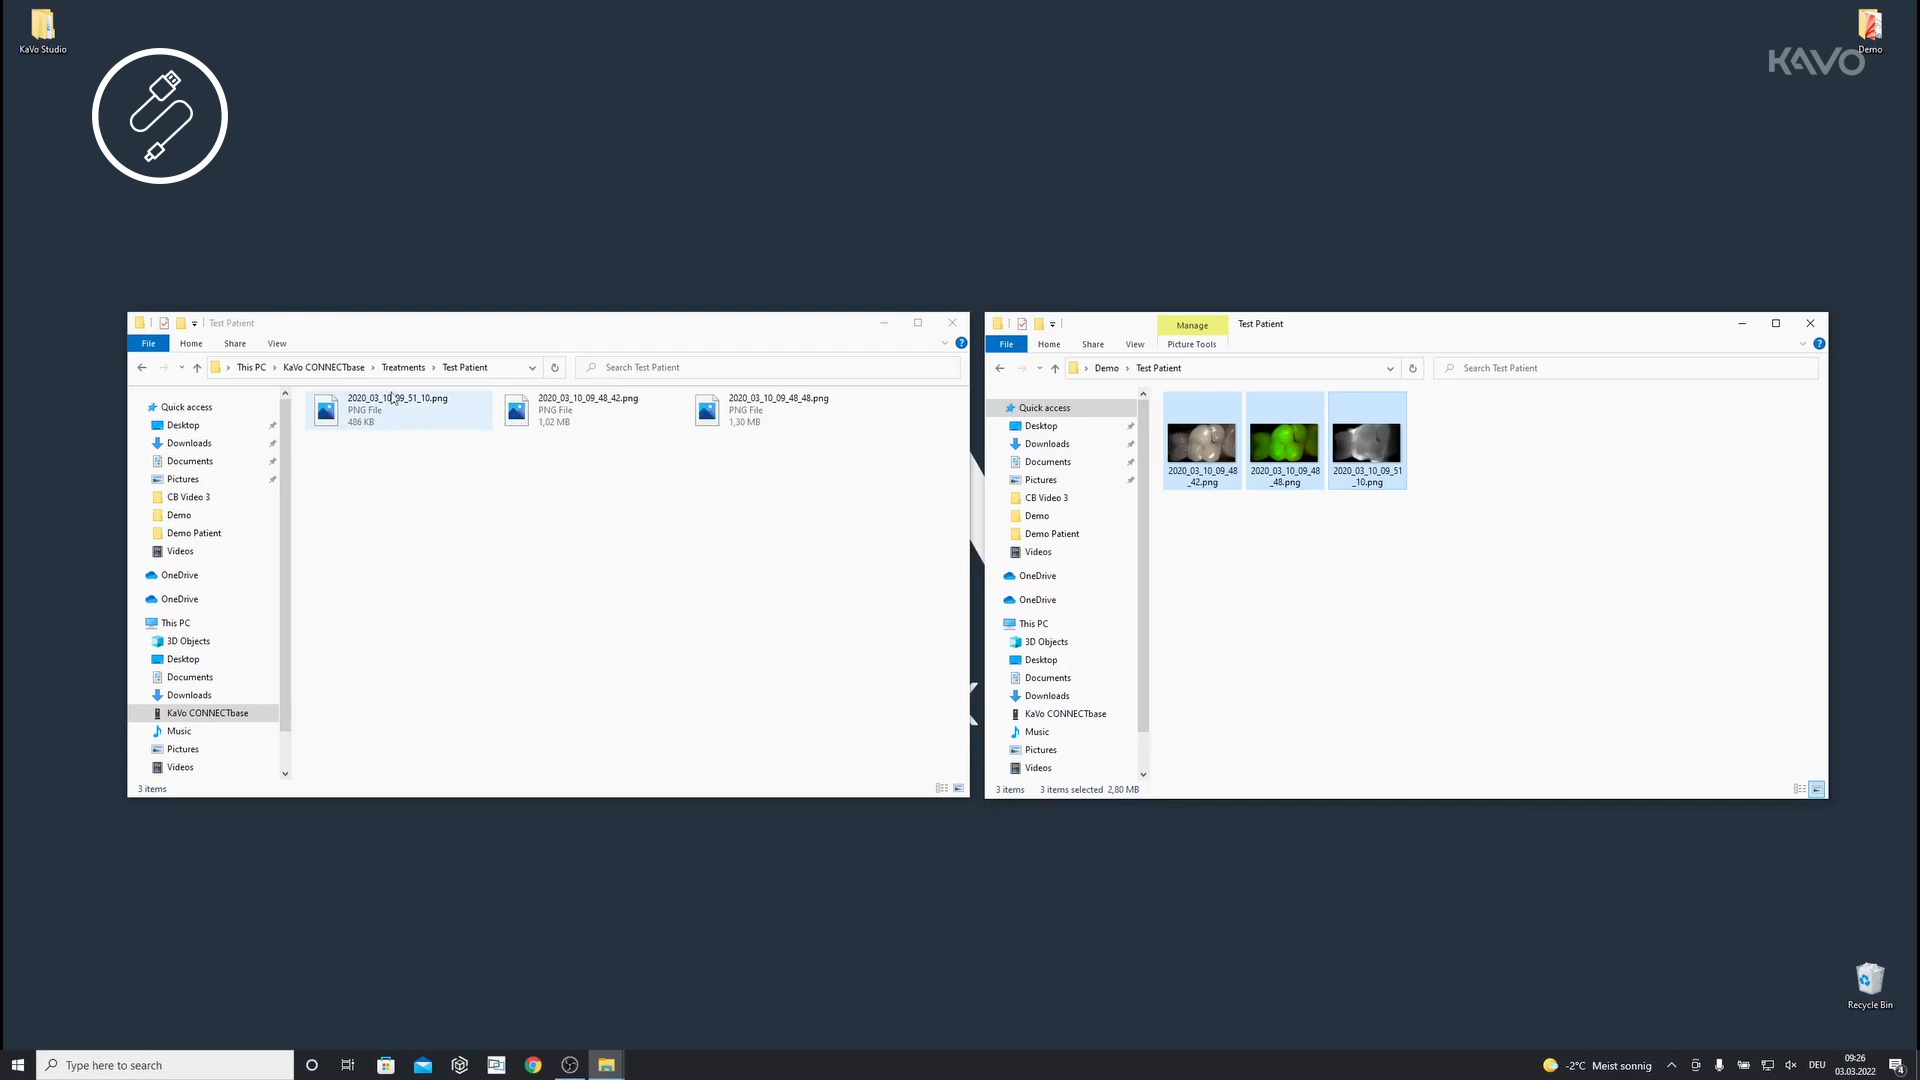 KaVo Studio
Demo
KAVO
Test Patient
File Home Share View
This PC KaVo CONNECTbase Treatments Test Patient
Search Test Patient
Quick access
Desktop
Downloads
Documents
Pictures
CB Video 3
Demo
Demo Patient
Videos
OneDrive
OneDrive
This PC
3D Objects
Desktop
Documents
Downloads
KaVo CONNECTbase
Music
Pictures
Videos
2020_03_10_09_51_10.png
PNG File
486 KB
2020_03_10_09_48_42.png
PNG File
1,02 MB
2020_03_10_09_48_48.png
PNG File
1,30 MB
3 items
Manage Test Patient
File Home Share View Picture Tools
Demo Test Patient
Search Test Patient
Quick access
Desktop
Downloads
Documents
Pictures
CB Video 3
Demo
Demo Patient
Videos
OneDrive
OneDrive
This PC
3D Objects
Desktop
Documents
Downloads
KaVo CONNECTbase
Music
Pictures
Videos
2020_03_10_09_48
_42.png
2020_03_10_09_48
_48.png
2020_03_10_09_51
_10.png
3 items 3 items selected 2,80 MB
Recycle Bin
Type here to search
-2°C Meist sonnig
DEU
09:26
03.03.2022
4